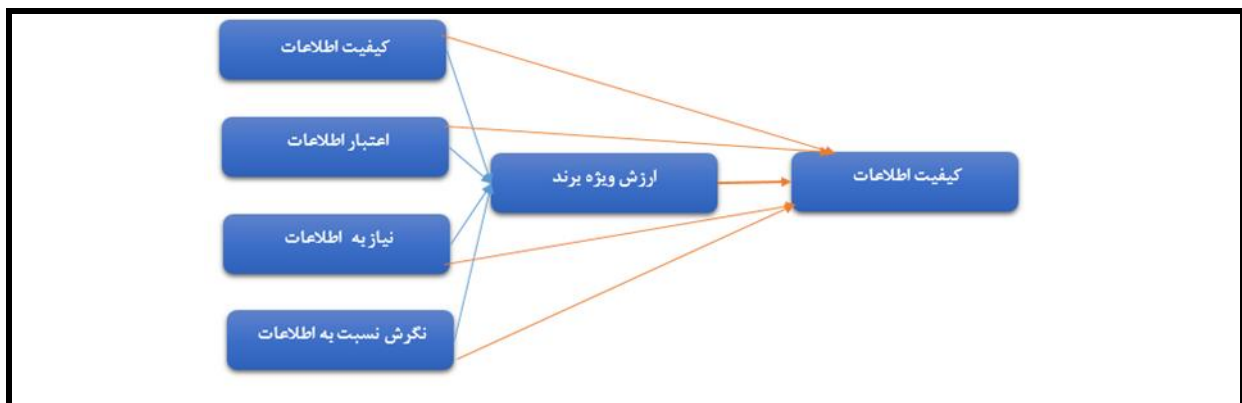 کیفیت اطلاعات
اعتبار اطلاعات
نیاز به اطلاعات
نگرش نسبت به اطلاعات
ارزش ویژه برند
کیفیت اطلاعات